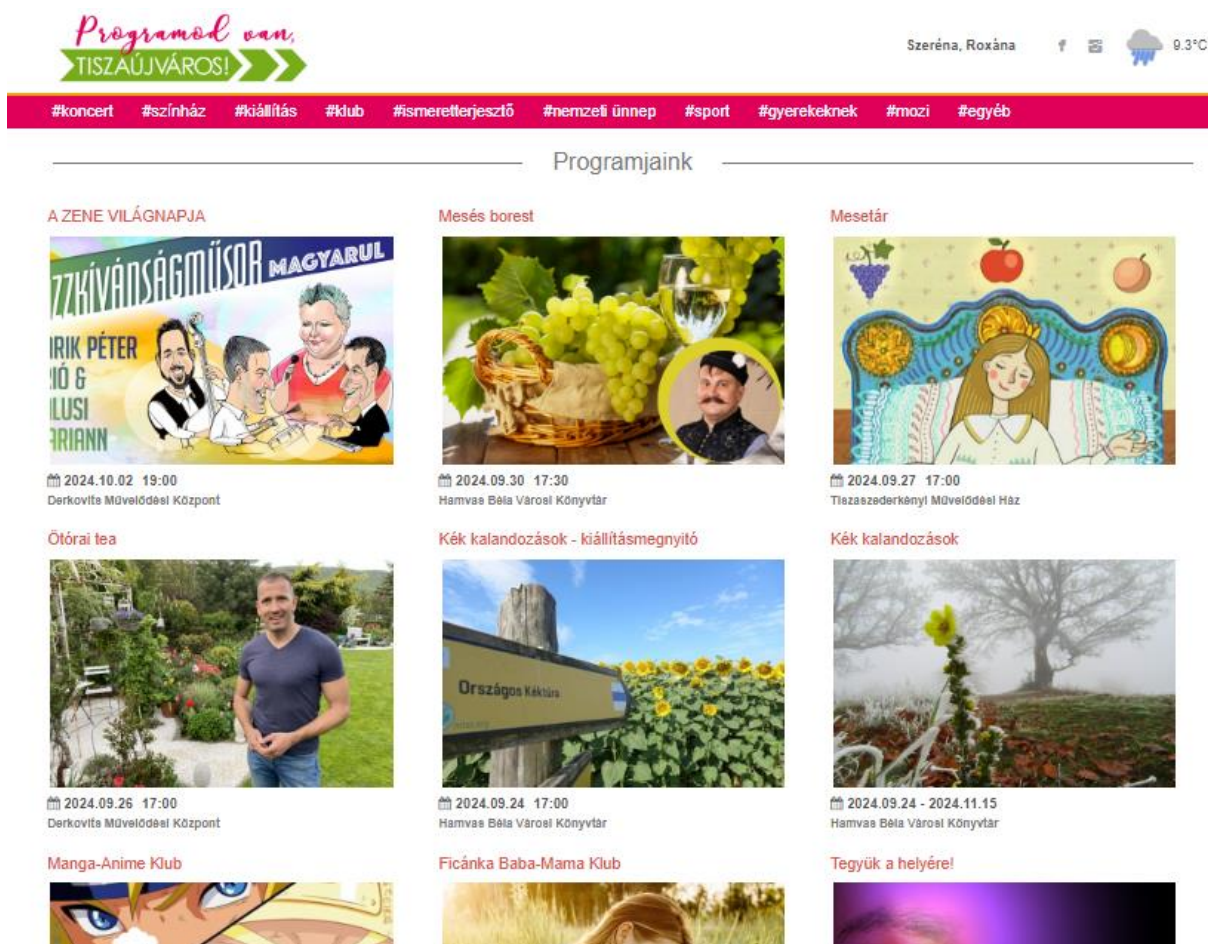 Programod van,
TISZAÚJVÁROS!
Szeréna, Roxána
9.3°C
#koncert #színház #kiállítás #klub #ismeretterjesztő #nemzeti ünnep #sport #gyerekeknek #mozi #egyéb
Programjaink
A ZENE VILÁGNAPJA
ZZKÍVÁNSÁGMŰSOR MAGYARUL
RIK PÉTER
IÓ &
LUSI
ARIANN
2024.10.02 19:00
Derkovits Művelődési Központ
Mesés borest
2024.09.30 17:30
Hamvas Béla Városi Könyvtár
Mesetár
2024.09.27 17:00
Tiszaszederkényi Művelődési Ház
Ötórai tea
2024.09.26 17:00
Derkovits Művelődési Központ
Kék kalandozások - kiállításmegnyitó
Országos Kéktúra
2024.09.24 17:00
Hamvas Béla Városi Könyvtár
Kék kalandozások
2024.09.24 - 2024.11.15
Hamvas Béla Városi Könyvtár
Manga-Anime Klub
Ficánka Baba-Mama Klub
Tegyük a helyére!